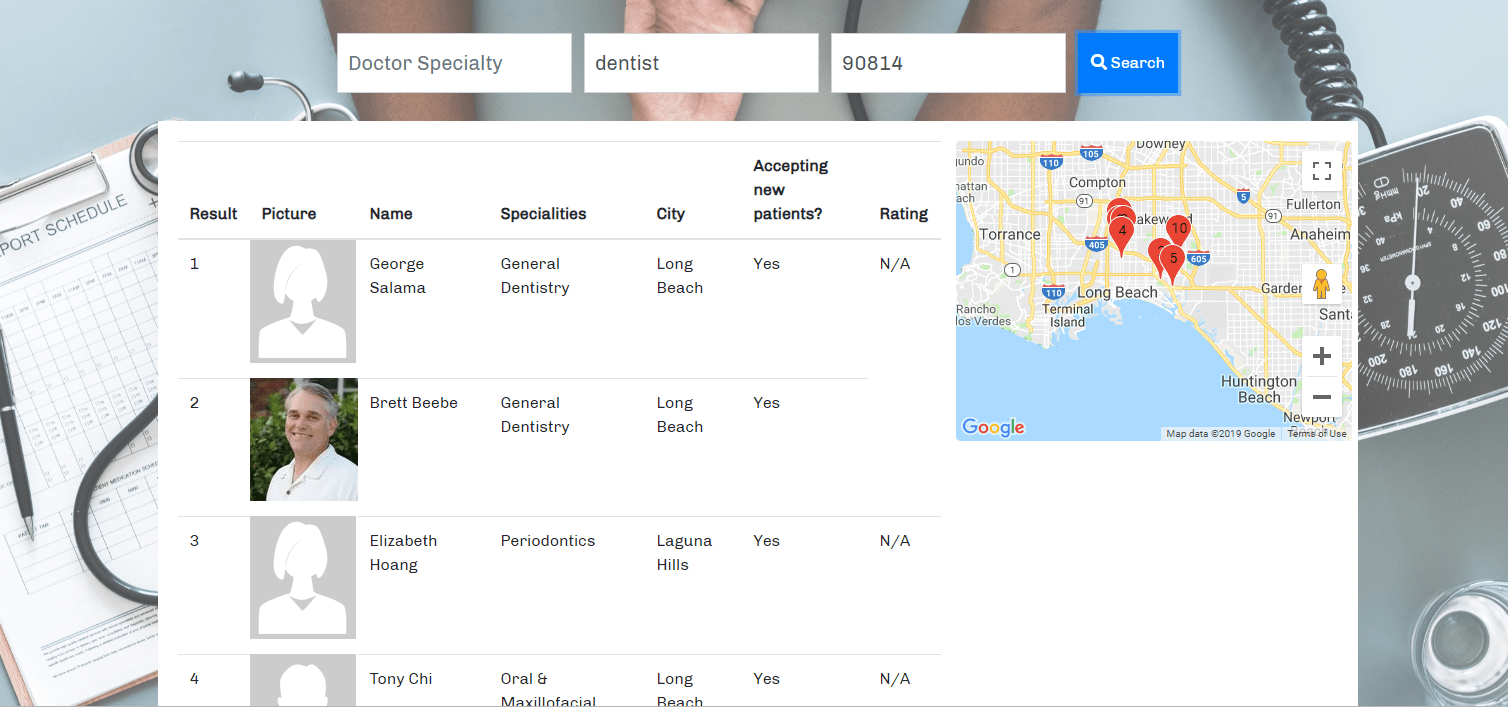 Doctor Specialty
dentist
90814
Search
PORT SCHEDULE
Result
Picture
Name
Specialities
City
Accepting
new
patients?
Rating
1
George
Salama
General
Dentistry
Long
Beach
Yes
N/A
2
Brett Beebe
General
Dentistry
Long
Beach
Yes
3
Elizabeth
Hoang
Periodontics
Laguna
Hills
Yes
N/A
4
Tony Chi
Oral &
Maxillofacial
Long
Beach
Yes
N/A
Downey
105
110
Compton
91
5
Fullerton
91
Torrance
Anaheim
10
4
405
5
605
1
110
Long Beach
Terminal
Island
Rancho
los Verdes
Huntington
Beach
Newport
Google
Map data ©2019 Google
Terms of Use
mmHg
kPa